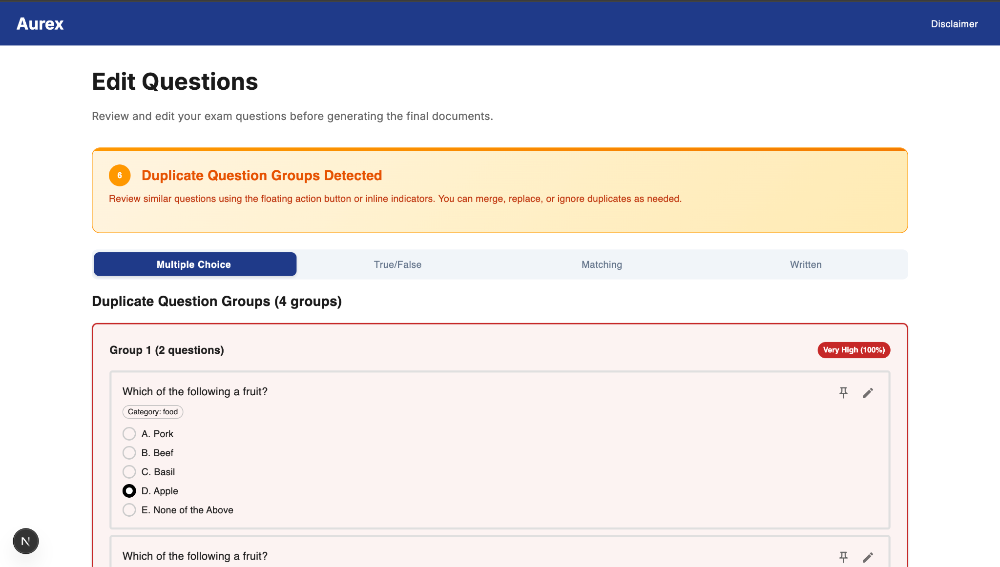 Aurex
Disclaimer
Edit Questions
Review and edit your exam questions before generating the final documents.
6
Duplicate Question Groups Detected
Review similar questions using the floating action button or inline indicators. You can merge, replace, or ignore duplicates as needed.
Multiple Choice
True/False
Matching
Written
Duplicate Question Groups (4 groups)
Group 1 (2 questions)
Very High (100%)
Which of the following a fruit?
Category: food
A. Pork
B. Beef
C. Basil
D. Apple
E. None of the Above
Which of the following a fruit?
N